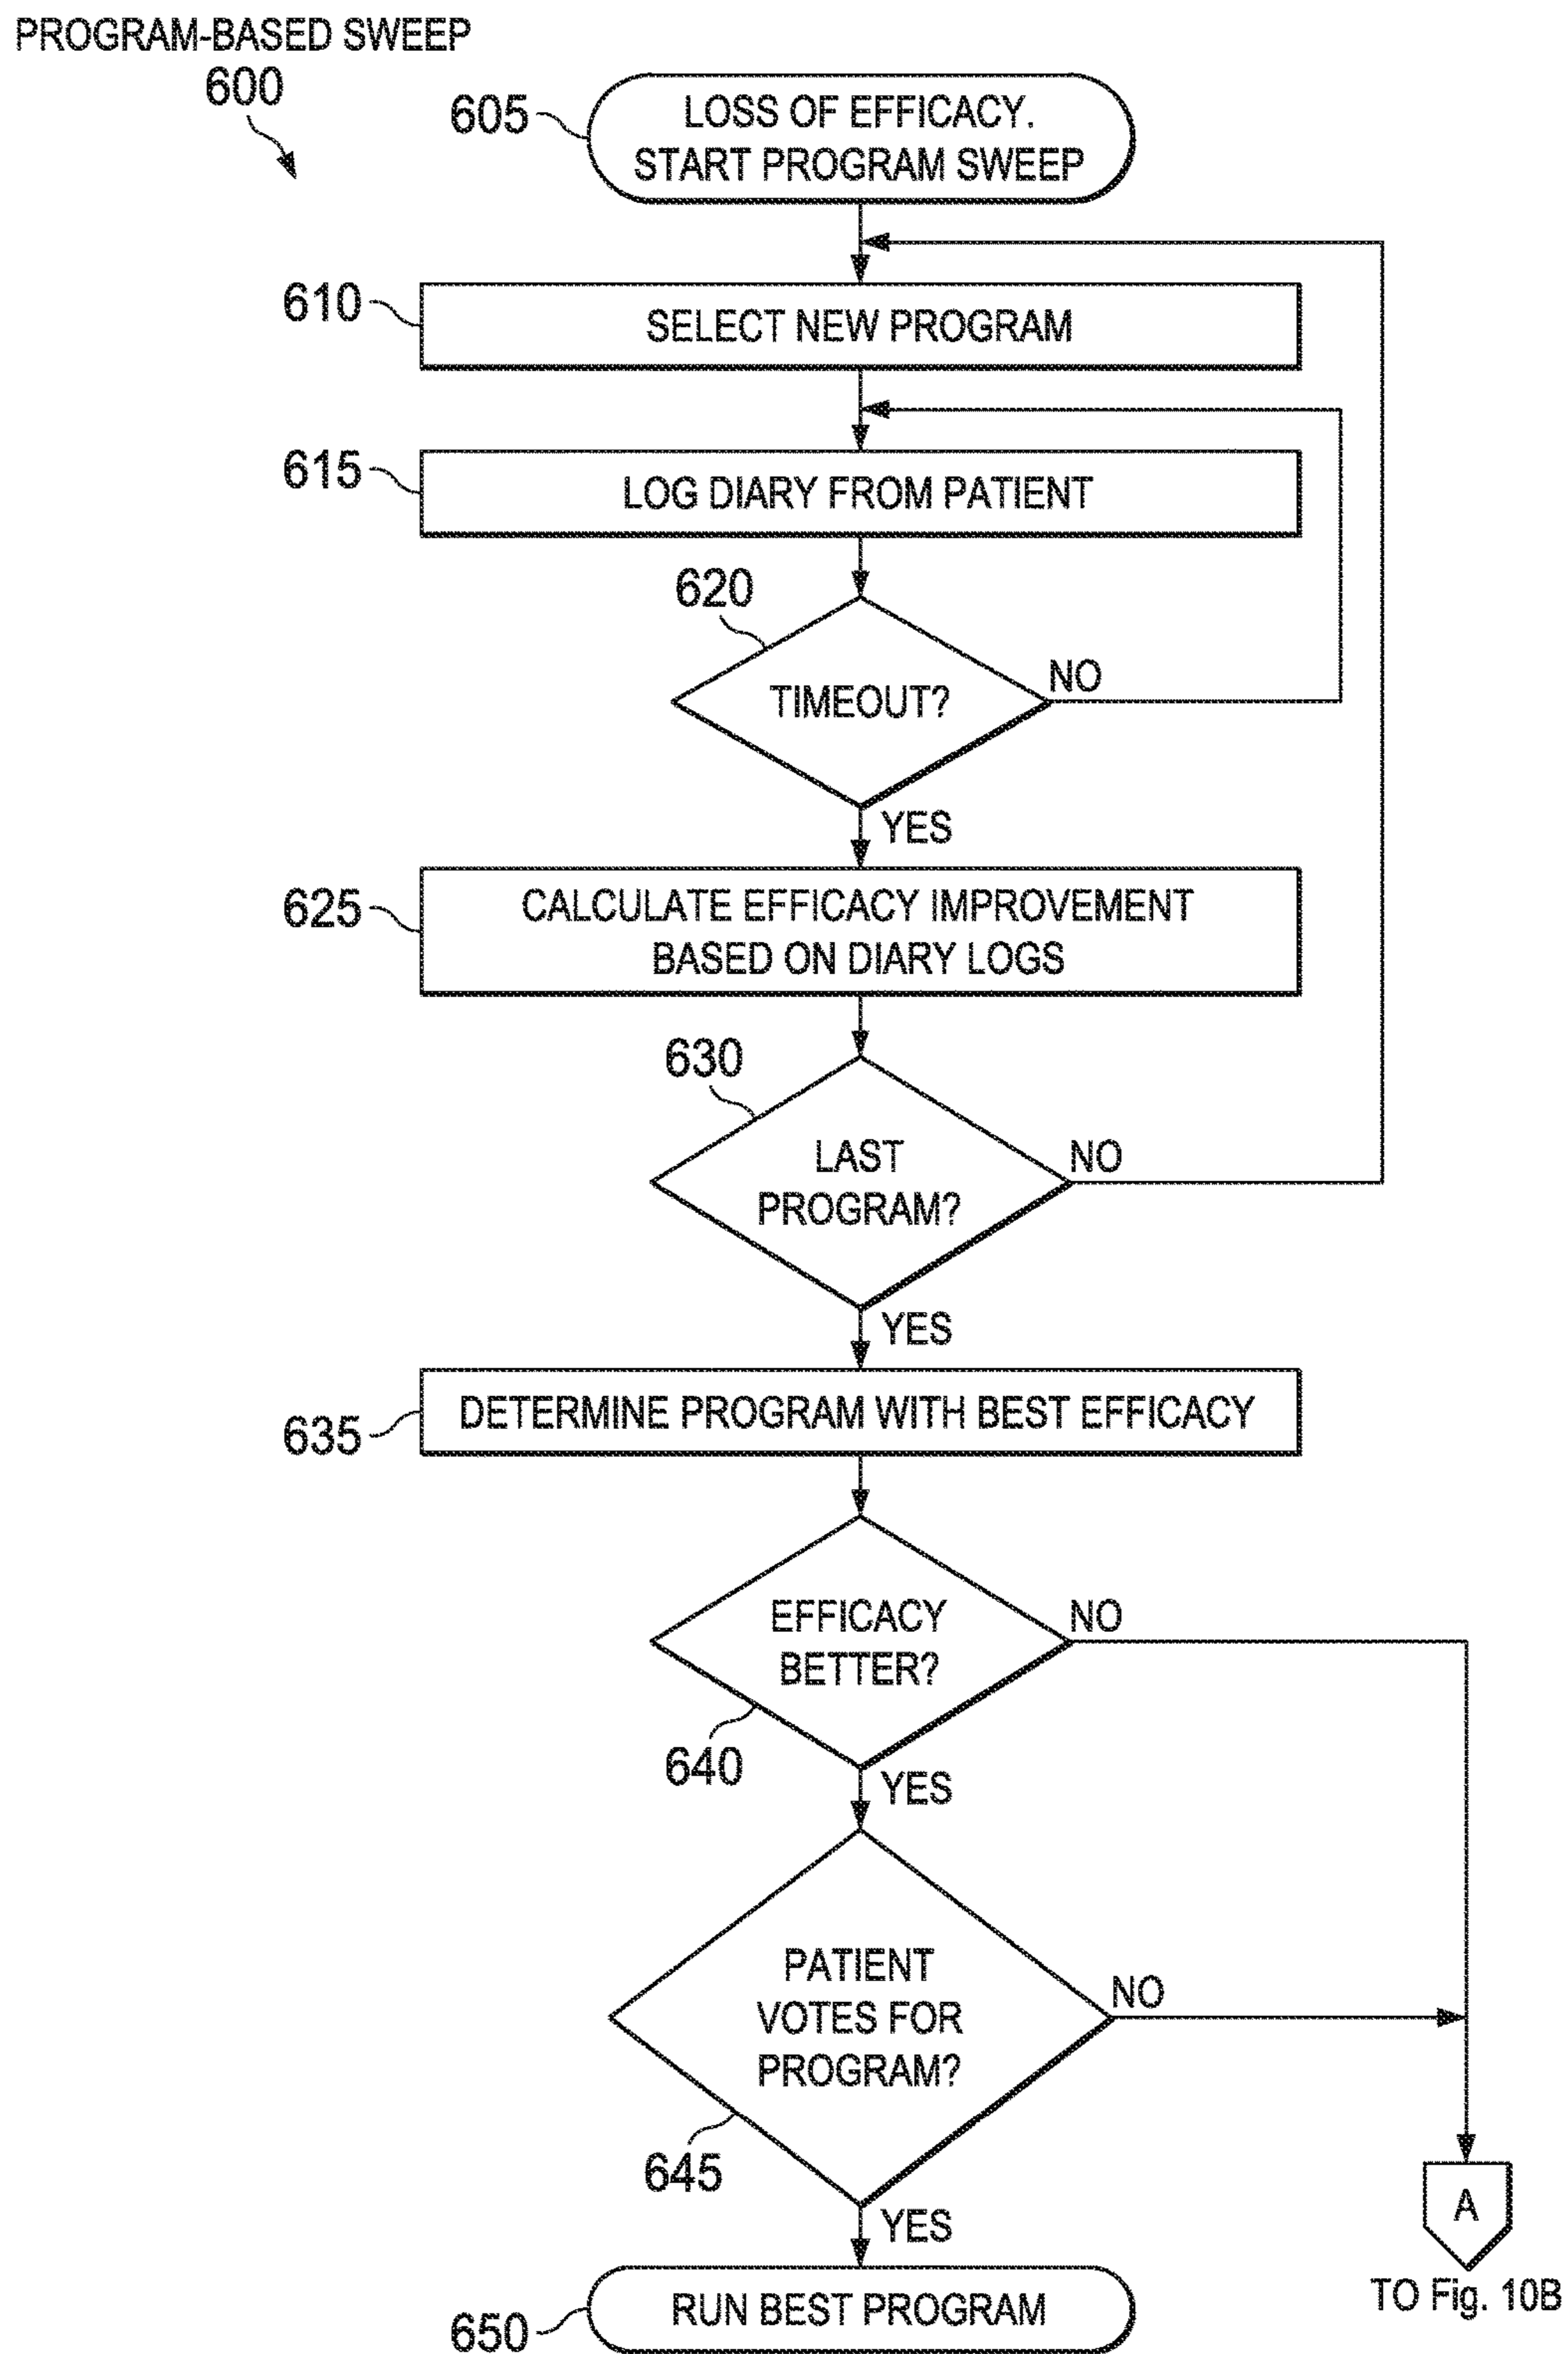 PROGRAM-BASED SWEEP
600
605
LOSS OF EFFICACY.
START PROGRAM SWEEP
610
SELECT NEW PROGRAM
615
LOG DIARY FROM PATIENT
620
TIMEOUT?
NO
YES
625
CALCULATE EFFICACY IMPROVEMENT
BASED ON DIARY LOGS
630
LAST
PROGRAM?
NO
YES
635
DETERMINE PROGRAM WITH BEST EFFICACY
EFFICACY
BETTER?
NO
640
YES
PATIENT
VOTES FOR
PROGRAM?
NO
645
YES
A
TO Fig. 10B
650
RUN BEST PROGRAM